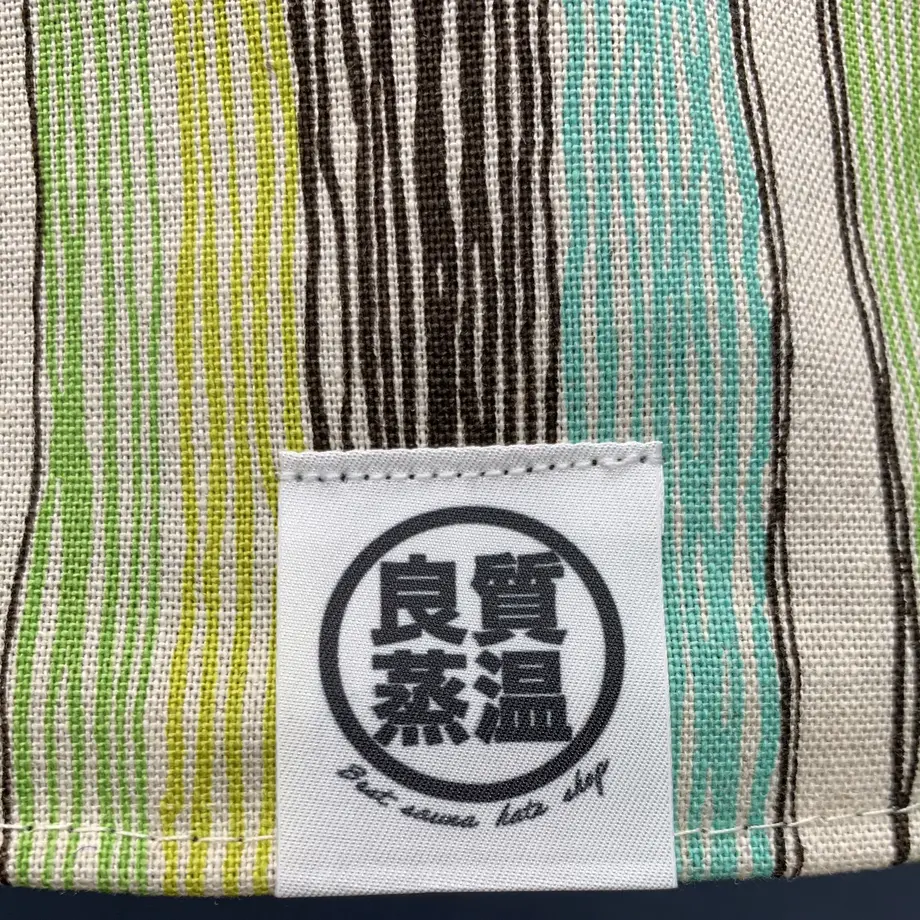 良質
蒸温
Best sauna hats shop